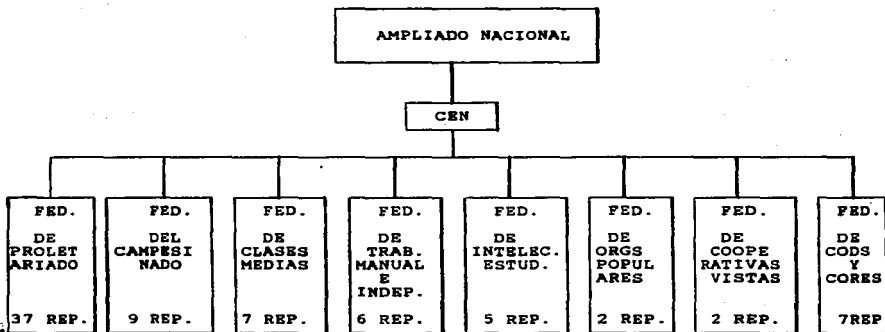 AMPLIADO NACIONAL
CEN
FED.
DE
PROLET
ARIADO
37 REP.
FED.
DEL
CAMPESI
NADO
9 REP.
FED.
DE
CLASES
MEDIAS
7 REP.
FED.
DE
TRAB.
MANUAL
E
INDEP.
6 REP.
FED.
DE
INTELEC.
ESTUD.
5 REP.
FED.
DE
ORGS
POPUL
ARES
2 REP.
FED.
DE
COOPE
RATIVAS
VISTAS
2 REP.
FED.
DE
CODS
Y
CORES
7REP